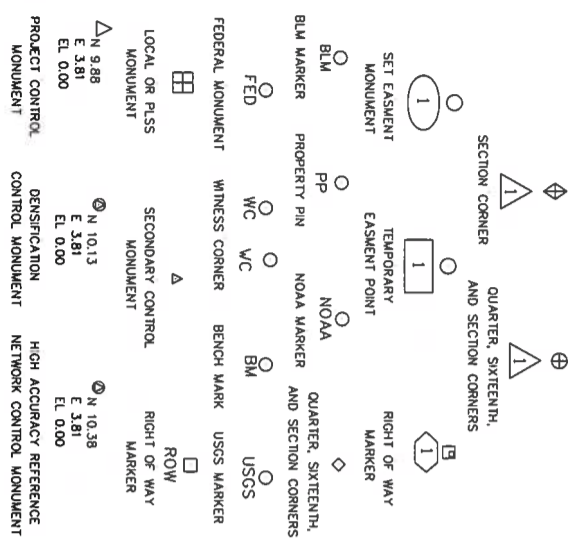 1
SECTION CORNER
1
QUARTER, SIXTEENTH,
AND SECTION CORNERS
1
SET EASMENT
MONUMENT
1
TEMPORARY
EASMENT POINT
1
RIGHT OF WAY
MARKER
BLM
BLM MARKER
PP
PROPERTY PIN
NOAA
NOAA MARKER
QUARTER, SIXTEENTH,
AND SECTION CORNERS
FED
FEDERAL MONUMENT
WC
WC
WITNESS CORNER
BM
BENCH MARK
USGS
USGS MARKER
LOCAL OR PLSS
MONUMENT
SECONDARY CONTROL
MONUMENT
ROW
RIGHT OF WAY
MARKER
N 9.88
E 3.81
EL 0.00
PROJECT CONTROL
MONUMENT
N 10.13
E 3.81
EL 0.00
DENSIFICATION
CONTROL MONUMENT
N 10.38
E 3.81
EL 0.00
HIGH ACCURACY REFERENCE
NETWORK CONTROL MONUMENT